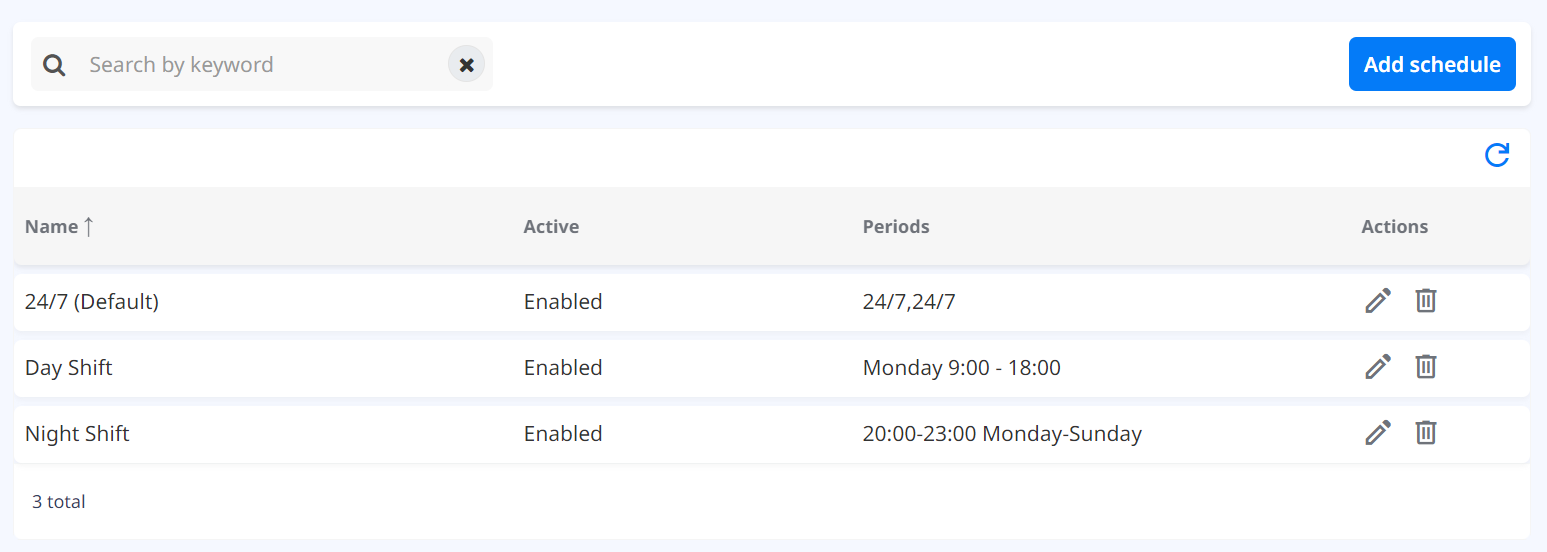 Search by keyword
Add schedule
Name ↑ Active Periods Actions
24/7 (Default) Enabled 24/7,24/7
Day Shift Enabled Monday 9:00 - 18:00
Night Shift Enabled 20:00-23:00 Monday-Sunday
3 total